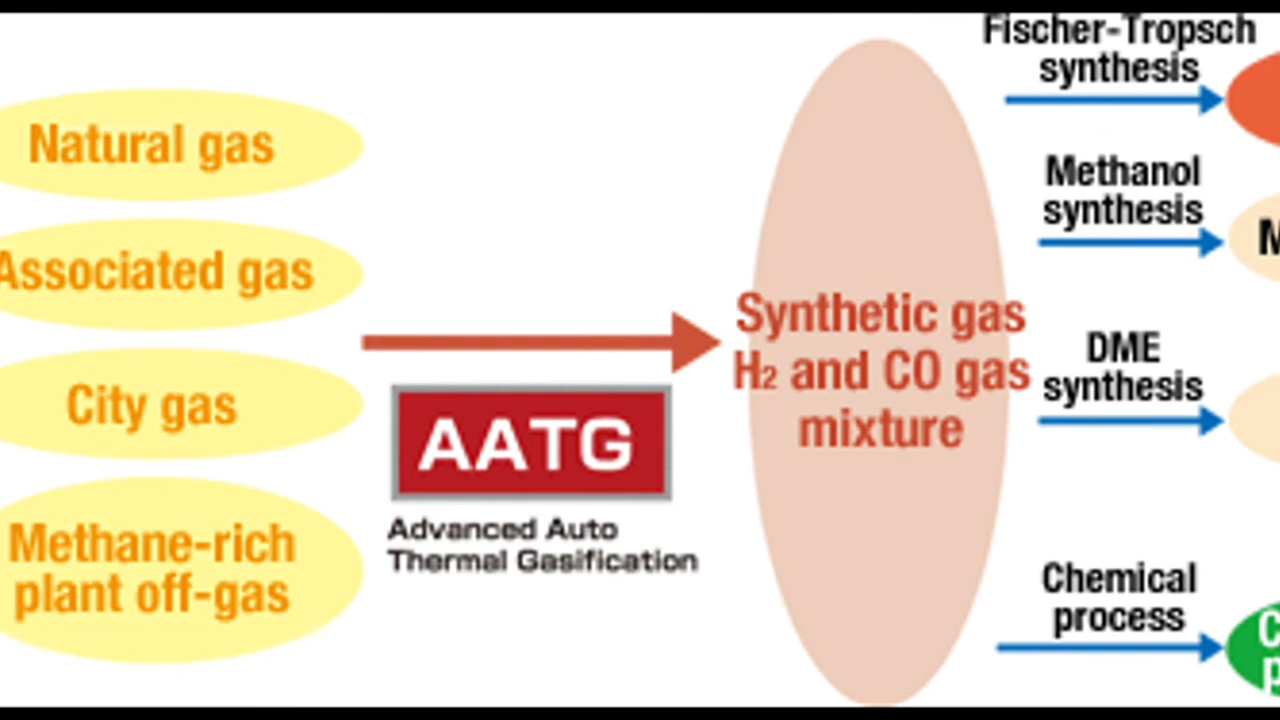 Natural gas
Associated gas
City gas
Methane-rich
plant off-gas
AATG
Advanced Auto
Thermal Gasification
Synthetic gas
H₂ and CO gas
mixture
Fischer-Tropsch
synthesis
Methanol
synthesis
DME
synthesis
Chemical
process